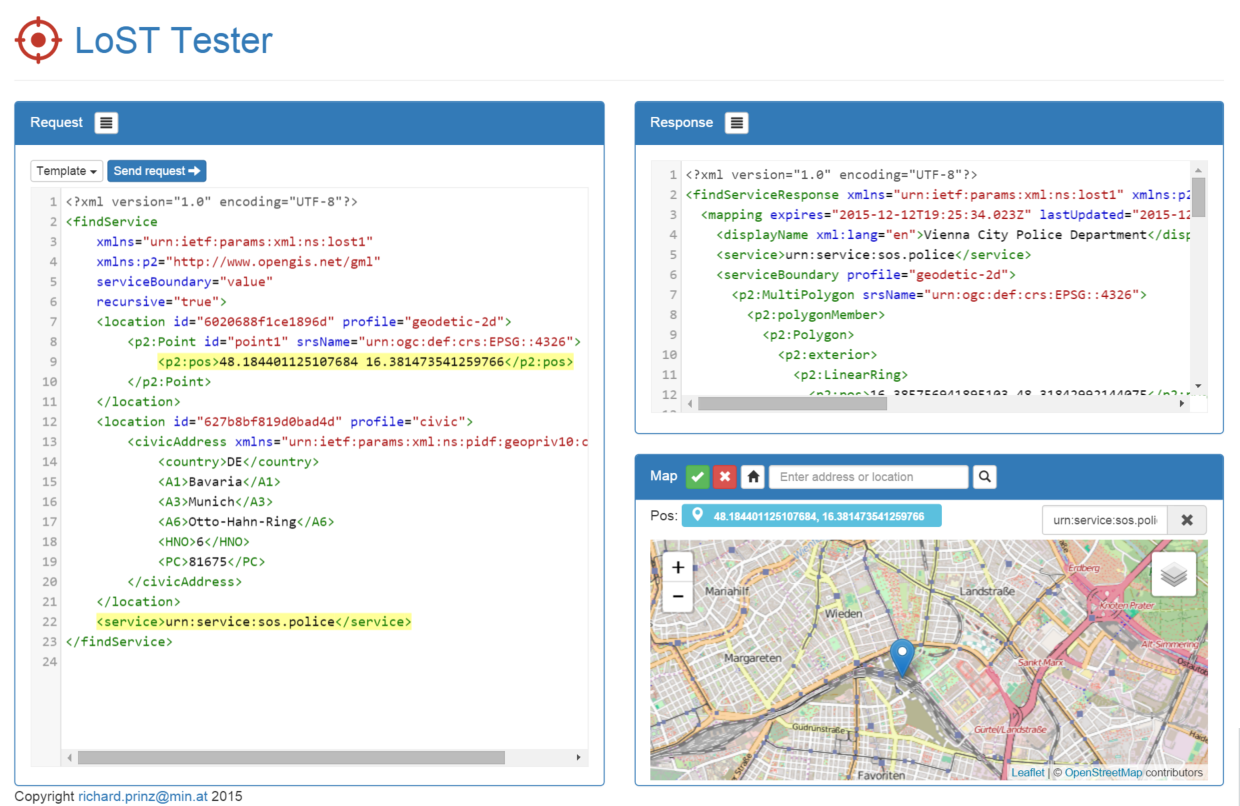 LoST Tester
Request
Template
Send request
1 <?xml version="1.0" encoding="UTF-8"?>
2 <findService
3 xmlns="urn:ietf:params:xml:ns:lost1"
4 xmlns:p2="http://www.opengis.net/gml"
5 serviceBoundary="value"
6 recursive="true">
7 <location id="6020688f1ce1896d" profile="geodetic-2d">
8 <p2:Point id="point1" srsName="urn:ogc:def:crs:EPSG::4326">
9 <p2:pos>48.184401125107684 16.381473541259766</p2:pos>
10 </p2:Point>
11 </location>
12 <location id="627b8bf819d0bad4d" profile="civic">
13 <civicAddress xmlns="urn:ietf:params:xml:ns:pidf:geopriv10:c
14 <country>DE</country>
15 <A1>Bavaria</A1>
16 <A3>Munich</A3>
17 <A6>Otto-Hahn-Ring</A6>
18 <HNO>6</HNO>
19 <PC>81675</PC>
20 </civicAddress>
21 </location>
22 <service>urn:service:sos.police</service>
23 </findService>
24
Response
1 <?xml version="1.0" encoding="UTF-8"?>
2 <findServiceResponse xmlns="urn:ietf:params:xml:ns:lost1" xmlns:p2
3 <mapping expires="2015-12-12T19:25:34.023Z" lastUpdated="2015-12
4 <displayName xml:lang="en">Vienna City Police Department</disp
5 <service>urn:service:sos.police</service>
6 <serviceBoundary profile="geodetic-2d">
7 <p2:MultiPolygon srsName="urn:ogc:def:crs:EPSG::4326">
8 <p2:polygonMember>
9 <p2:Polygon>
10 <p2:exterior>
11 <p2:LinearRing>
12 <p2:pos>16.385756941895103 48.31842992144075</p2:p
Map
Enter address or location
Pos: 48.184401125107684, 16.381473541259766
urn:service:sos.poli
+
−
Erdberg
Mariahilf
Landstraße
Knoten Prater
Wieden
Alt-Simmering
Margareten
Sankt Marx
Gudrunstraße
Gürtel/Landstraße
Favoriten
Leaflet | © OpenStreetMap contributors
Copyright richard.prinz@min.at 2015